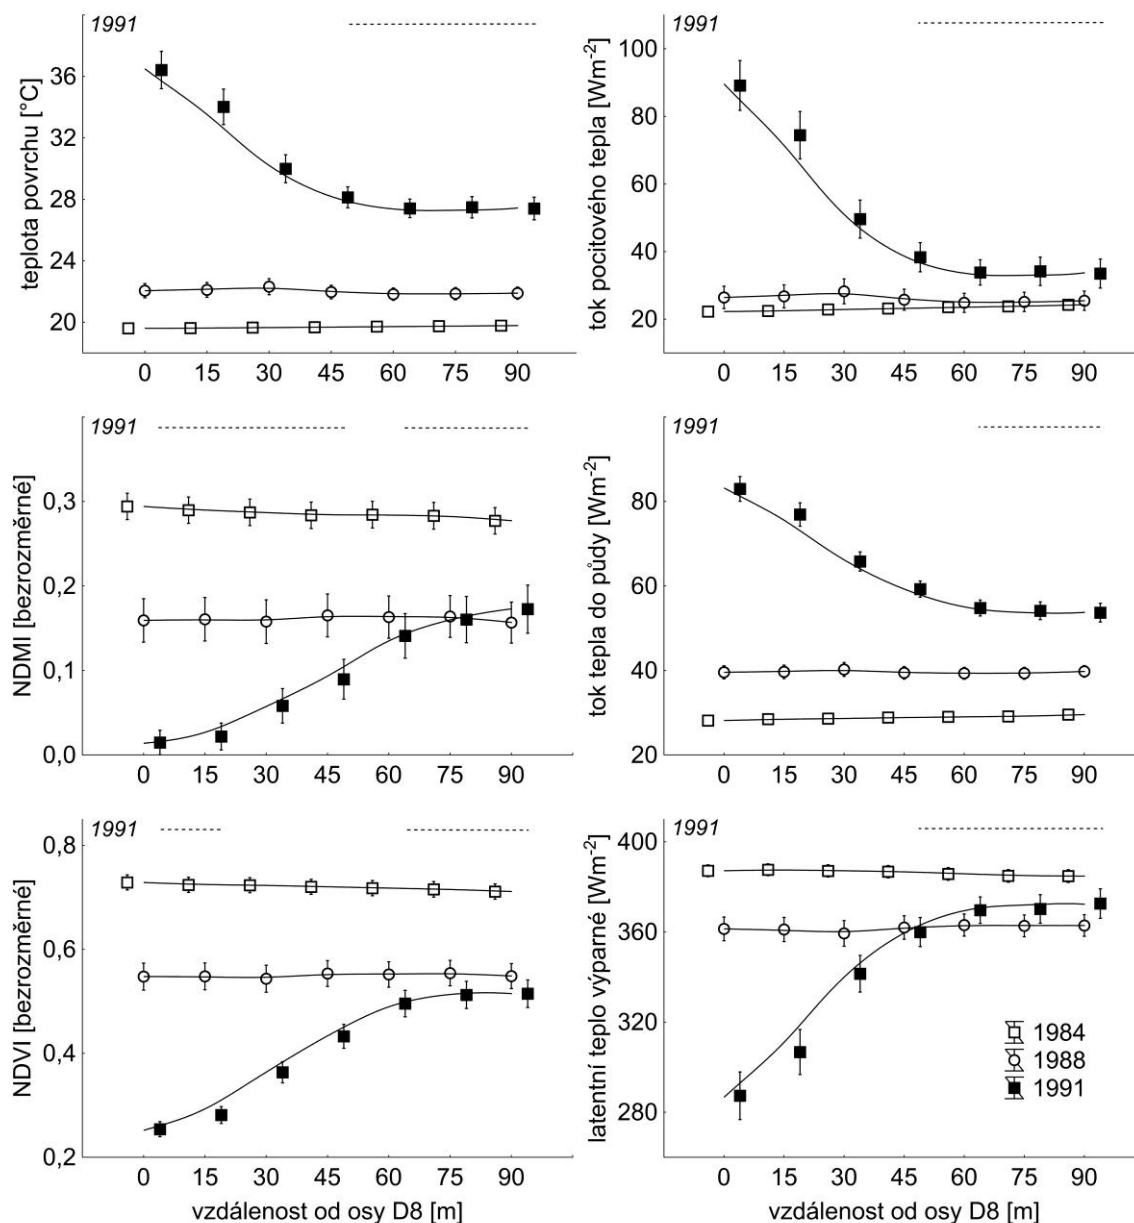 1991
teplota povrchu [°C]
36
32
28
24
20
0 15 30 45 60 75 90
1991
tok pocitového tepla [Wm-2]
100
80
60
40
20
0 15 30 45 60 75 90
1991
NDMI [bezrozměrné]
0,3
0,2
0,1
0,0
0 15 30 45 60 75 90
1991
tok tepla do půdy [Wm-2]
80
60
40
20
0 15 30 45 60 75 90
1991
NDVI [bezrozměrné]
0,8
0,6
0,4
0,2
0 15 30 45 60 75 90
vzdálenost od osy D8 [m]
1991
latentní teplo výparné [Wm-2]
400
360
320
280
1984
1988
1991
0 15 30 45 60 75 90
vzdálenost od osy D8 [m]